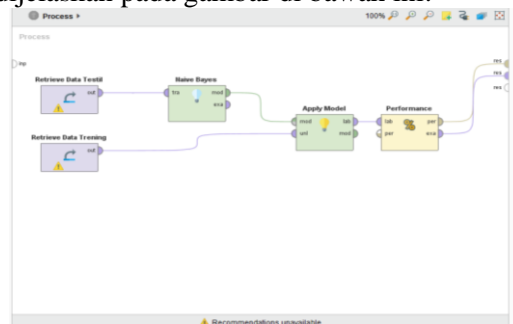 dijelaskan pada gambar di bawah ini.
Process
100%
Process
inp
res
res
res
Retrieve Data Testil
out
Naive Bayes
tra
mod
exa
Apply Model
mod
lab
unl
mod
Performance
lab
per
per
exa
Retrieve Data Trening
out
Recommendations unavailable